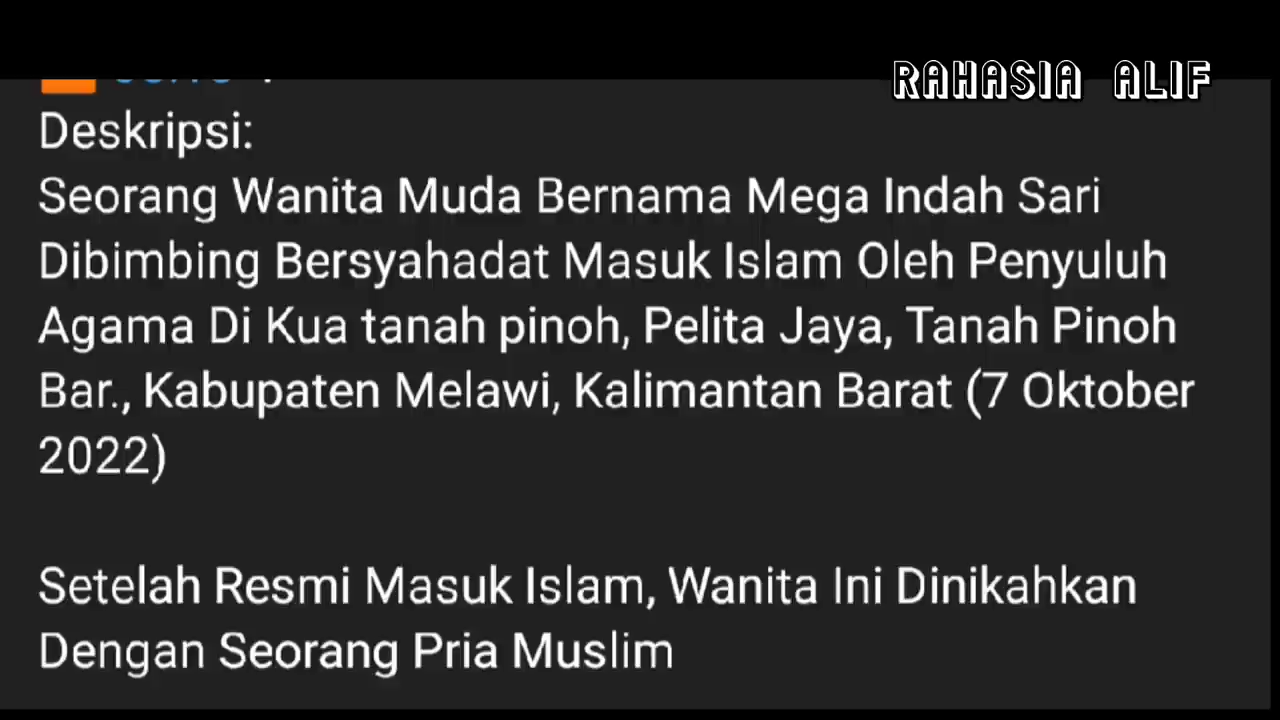 RAHASIA ALIF
Deskripsi:
Seorang Wanita Muda Bernama Mega Indah Sari
Dibimbing Bersyahadat Masuk Islam Oleh Penyuluh
Agama Di Kua tanah pinoh, Pelita Jaya, Tanah Pinoh
Bar., Kabupaten Melawi, Kalimantan Barat (7 Oktober
2022)
Setelah Resmi Masuk Islam, Wanita Ini Dinikahkan
Dengan Seorang Pria Muslim